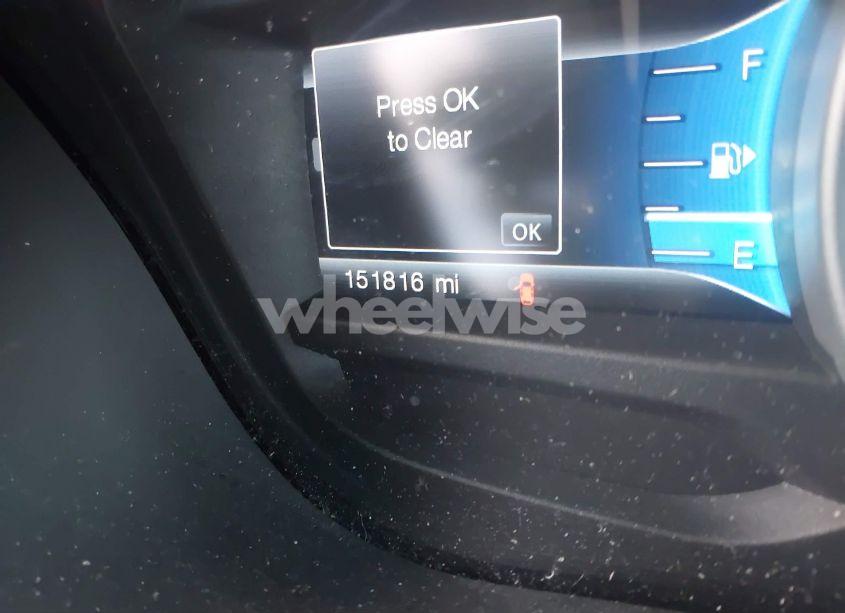 Press OK
to Clear
OK
F
E
151816 mi
wheelwise